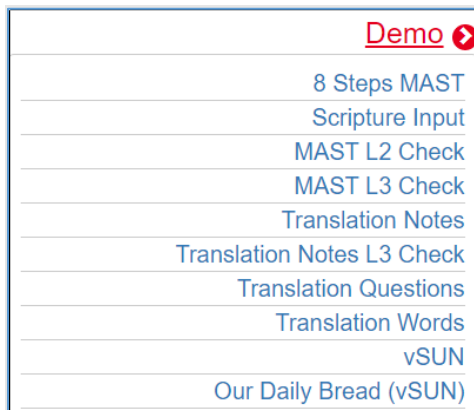 Demo
8 Steps MAST
Scripture Input
MAST L2 Check
MAST L3 Check
Translation Notes
Translation Notes L3 Check
Translation Questions
Translation Words
vSUN
Our Daily Bread (vSUN)